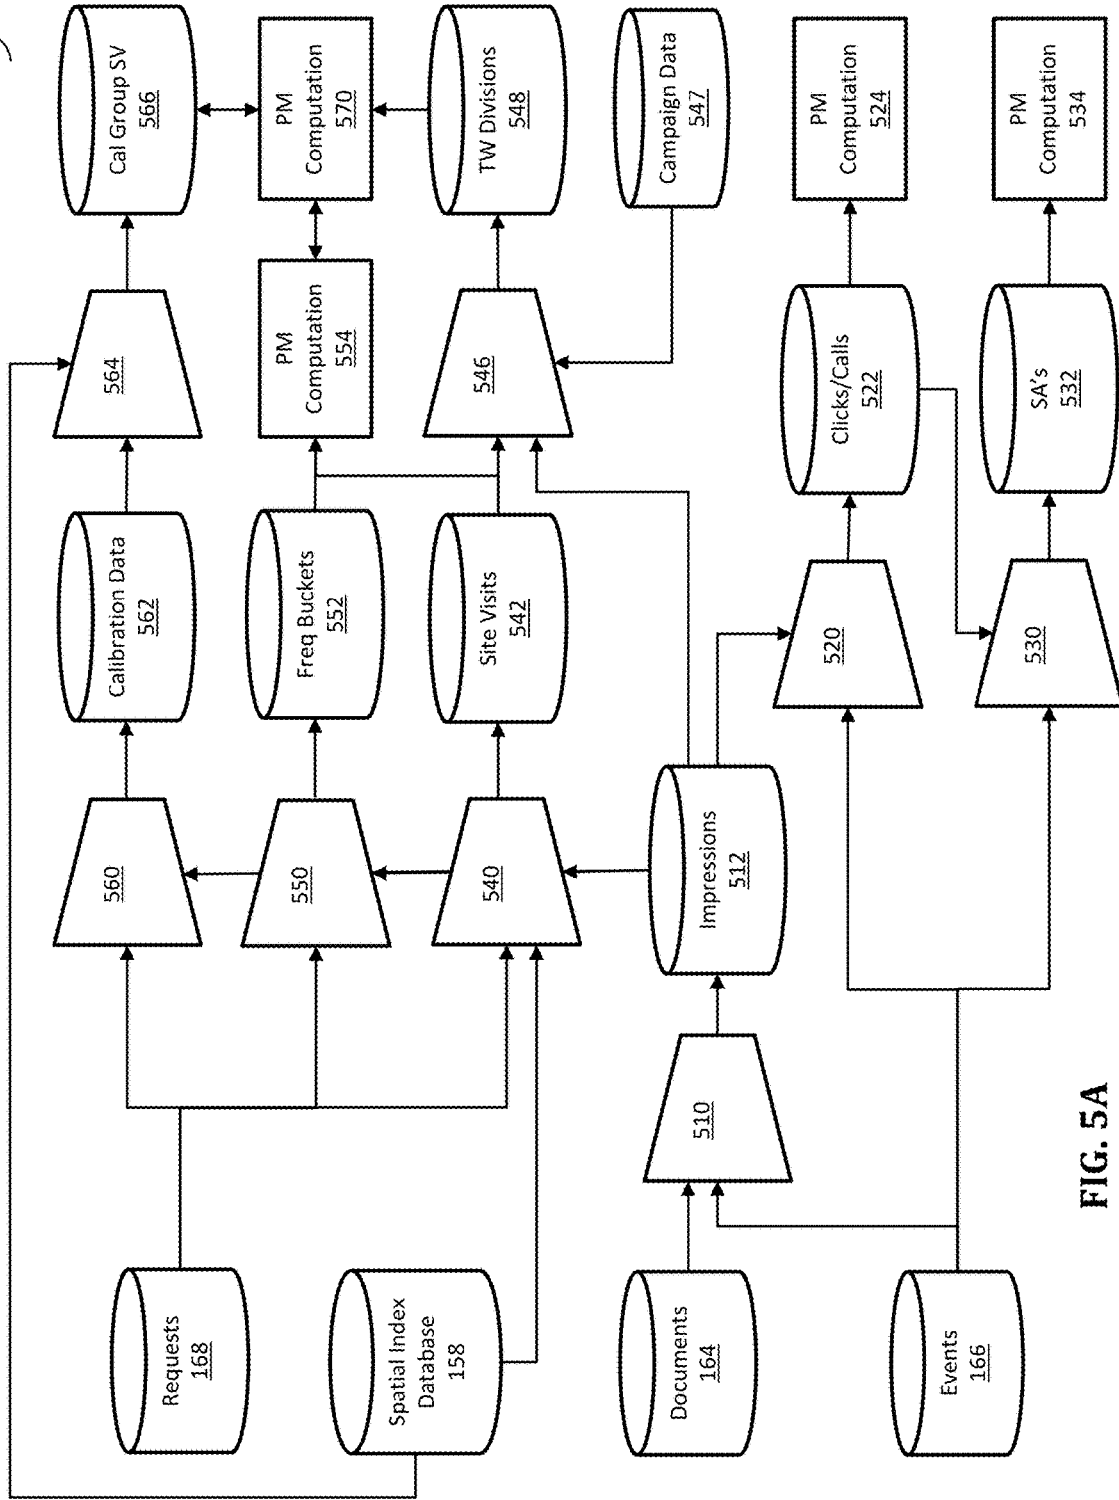 Requests
168
Spatial Index
Database
158
Documents
164
Events
166
510
Impressions
512
560
550
540
Calibration Data
562
Freq Buckets
552
Site Visits
542
520
530
564
PM
Computation
554
546
Clicks/Calls
522
SA's
532
Cal Group SV
566
PM
Computation
570
TW Divisions
548
Campaign Data
547
PM
Computation
524
PM
Computation
534
FIG. 5A